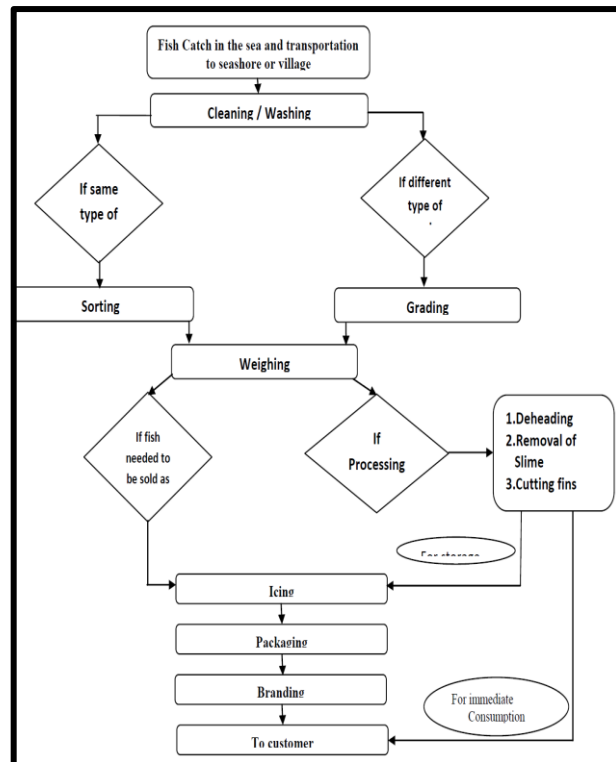 Fish Catch in the sea and transportation
to seashore or village
Cleaning / Washing
If same
type of
If different
type of
Sorting
Grading
Weighing
If fish
needed to
be sold as
If
Processing
1.Deheading
2.Removal of
Slime
3.Cutting fins
For storage
Icing
Packaging
Branding
For immediate
Consumption
To customer